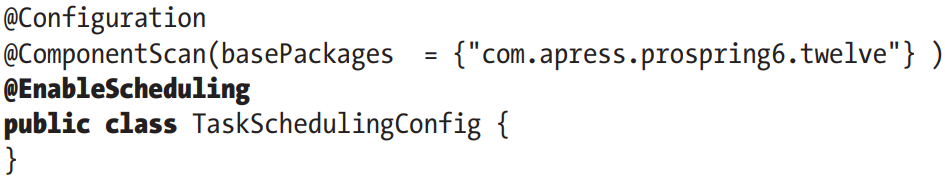 @Configuration
@ComponentScan(basePackages  = {"com.apress.prospring6.twelve"} )
@EnableScheduling
public class TaskSchedulingConfig {
}